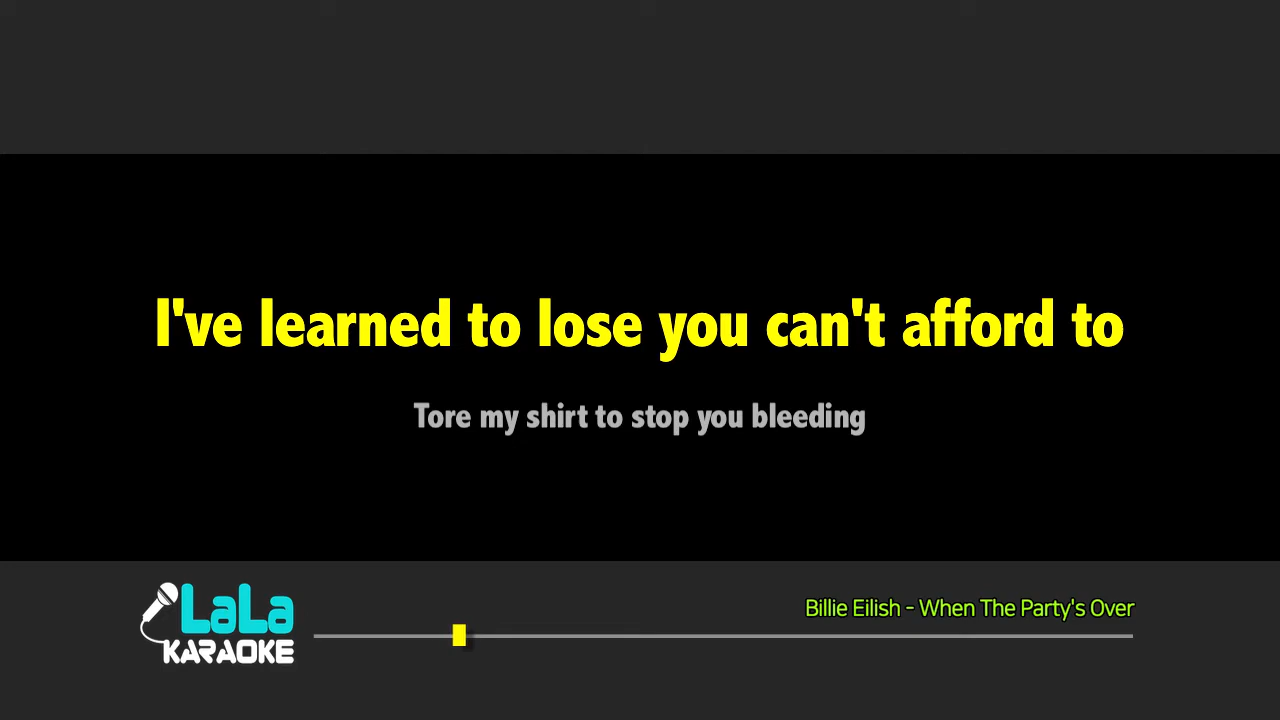 I've learned to lose you can't afford to
Tore my shirt to stop you bleeding
LaLa
KARAOKE
Billie Eilish - When The Party's Over